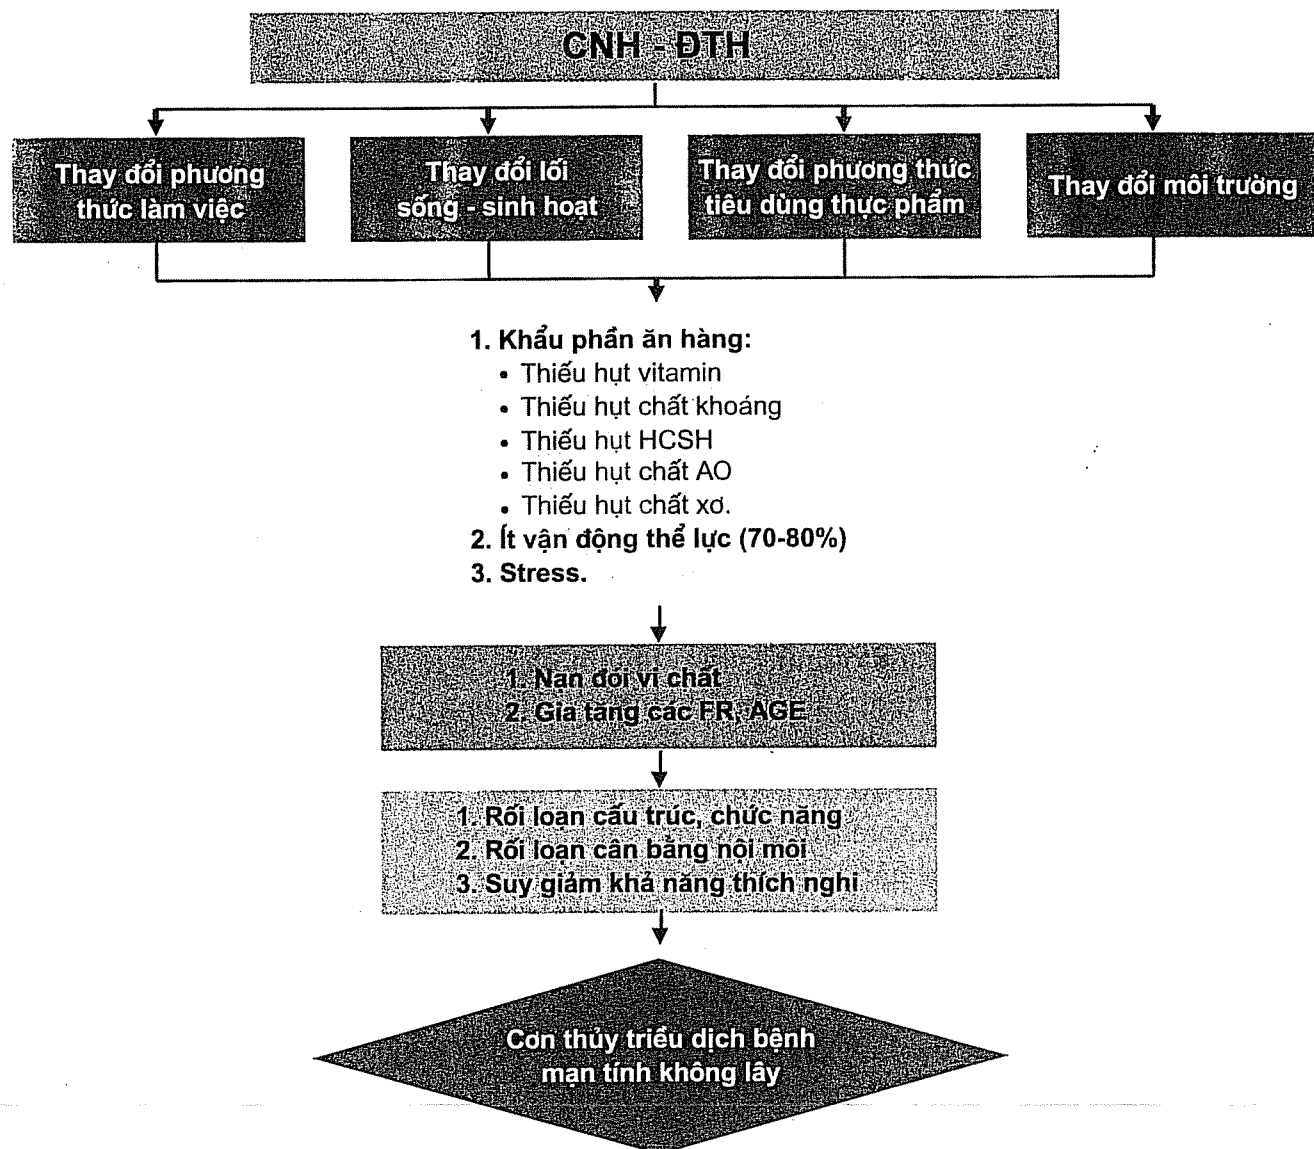 CNH - ĐTH
Thay đổi phương
thức làm việc
Thay đổi lối
sống - sinh hoạt
Thay đổi phương thức
tiêu dùng thực phẩm
Thay đổi môi trường
1. Khẩu phần ăn hàng:
• Thiếu hụt vitamin
• Thiếu hụt chất khoáng
• Thiếu hụt HCSH
• Thiếu hụt chất AO
• Thiếu hụt chất xơ.
2. Ít vận động thể lực (70-80%)
3. Stress.
1. Nạn đói vi chất
2. Gia tăng các FR, AGE
1. Rối loạn cấu trúc, chức năng
2. Rối loạn cân bằng nội môi
3. Suy giảm khả năng thích nghi
Cơn thủy triều dịch bệnh
mạn tính không lây